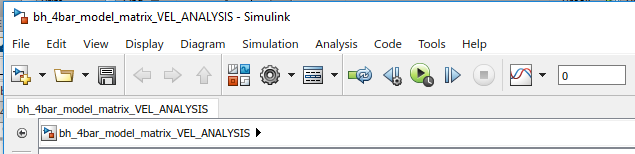 bh_4bar_model_matrix_VEL_ANALYSIS - Simulink
File Edit View Display Diagram Simulation Analysis Code Tools Help
0
bh_4bar_model_matrix_VEL_ANALYSIS
bh_4bar_model_matrix_VEL_ANALYSIS